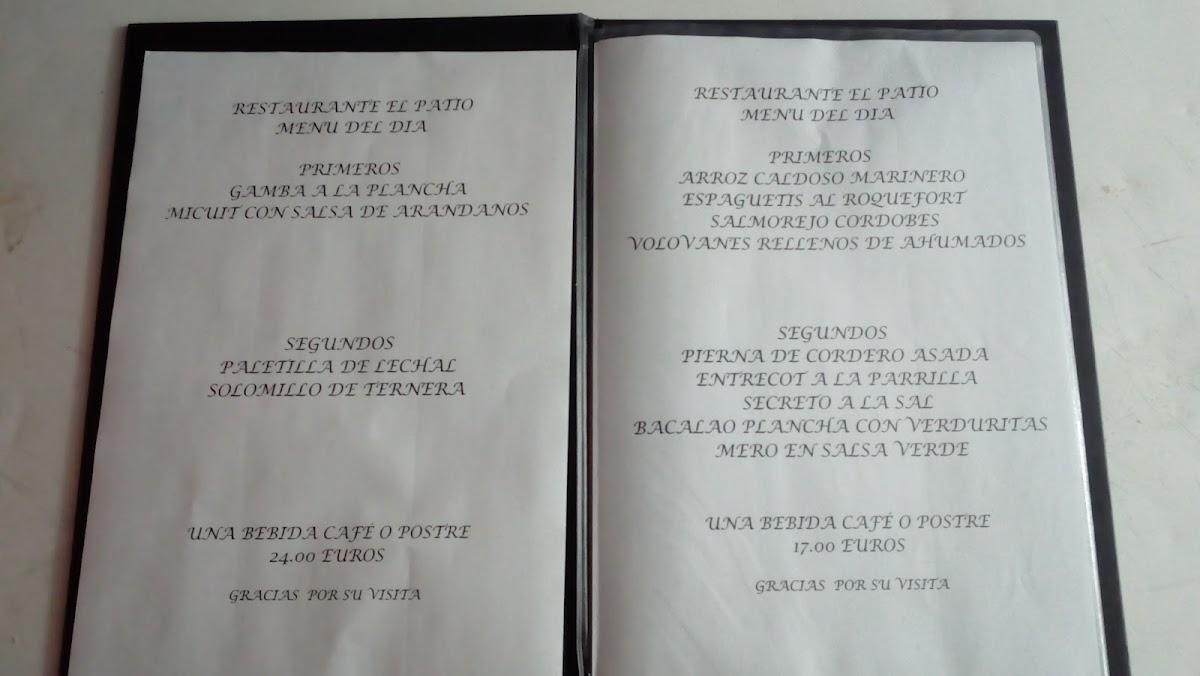 RESTAURANTE EL PATIO
MENU DEL DIA
PRIMEROS
GAMBA A LA PLANCHA
MICUIT CON SALSA DE ARANDANOS
SEGUNDOS
PALETILLA DE LECHAL
SOLOMILLO DE TERNERA
UNA BEBIDA CAFÉ O POSTRE
24.00 EUROS
GRACIAS POR SU VISITA
RESTAURANTE EL PATIO
MENU DEL DIA
PRIMEROS
ARROZ CALDOSO MARINERO
ESPAGUETIS AL ROQUEFORT
SALMOREJO CORDOBES
VOLOVANES RELLENOS DE AHUMADOS
SEGUNDOS
PIERNA DE CORDERO ASADA
ENTRECOT A LA PARRILLA
SECRETO A LA SAL
BACALAO PLANCHA CON VERDURITAS
MERO EN SALSA VERDE
UNA BEBIDA CAFÉ O POSTRE
17.00 EUROS
GRACIAS POR SU VISITA